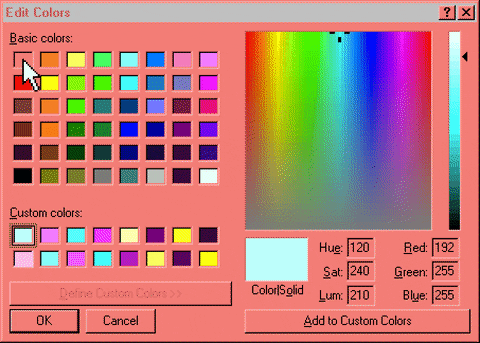 Edit Colors
Basic colors:
Custom colors:
Define Custom Colors >>
OK
Cancel
Color|Solid
Hue: 120
Sat: 240
Lum: 210
Red: 192
Green: 255
Blue: 255
Add to Custom Colors